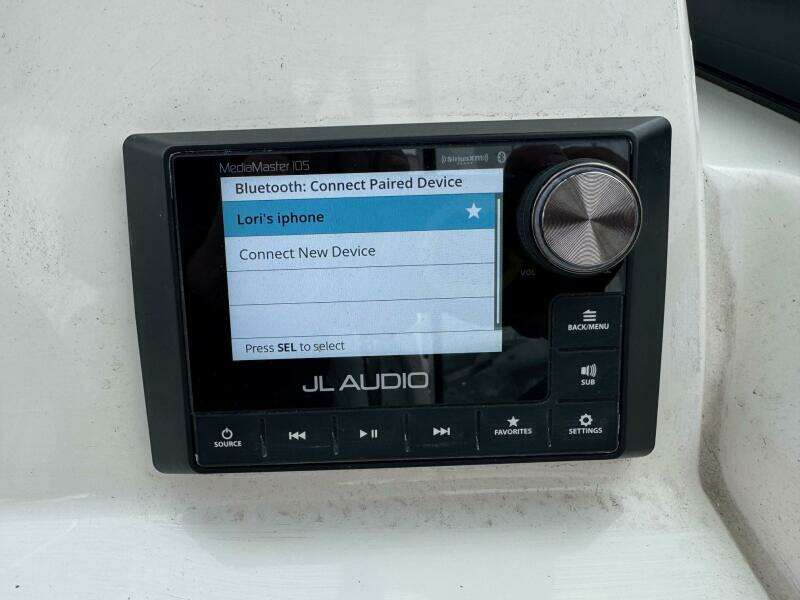 MediaMaster 105
((SiriusXM))
Bluetooth: Connect Paired Device
Lori's iphone
Connect New Device
Press SEL to select
JL AUDIO
VOL
SEL
BACK/MENU
SUB
SOURCE
FAVORITES
SETTINGS